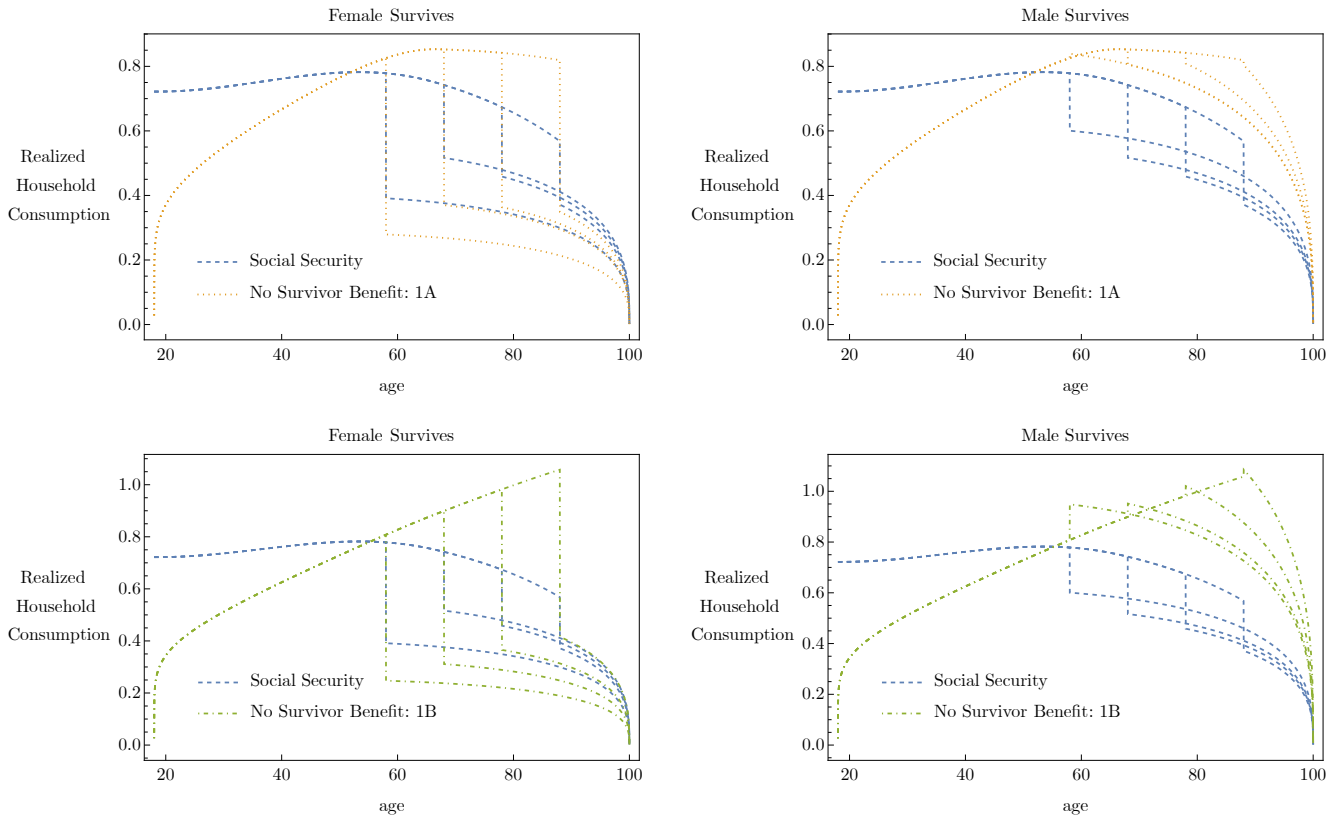 Female Survives
0.8
0.6
0.4
0.2
0.0
Realized
Household
Consumption
Social Security
No Survivor Benefit: 1A
20 40 60 80 100
age
Male Survives
0.8
0.6
0.4
0.2
0.0
Realized
Household
Consumption
Social Security
No Survivor Benefit: 1A
20 40 60 80 100
age
Female Survives
1.0
0.8
0.6
0.4
0.2
0.0
Realized
Household
Consumption
Social Security
No Survivor Benefit: 1B
20 40 60 80 100
age
Male Survives
1.0
0.8
0.6
0.4
0.2
0.0
Realized
Household
Consumption
Social Security
No Survivor Benefit: 1B
20 40 60 80 100
age